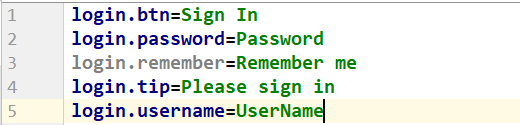 1 login.btn=Sign In
2 login.password=Password
3 login.remember=Remember me
4 login.tip=Please sign in
5 login.username=UserName